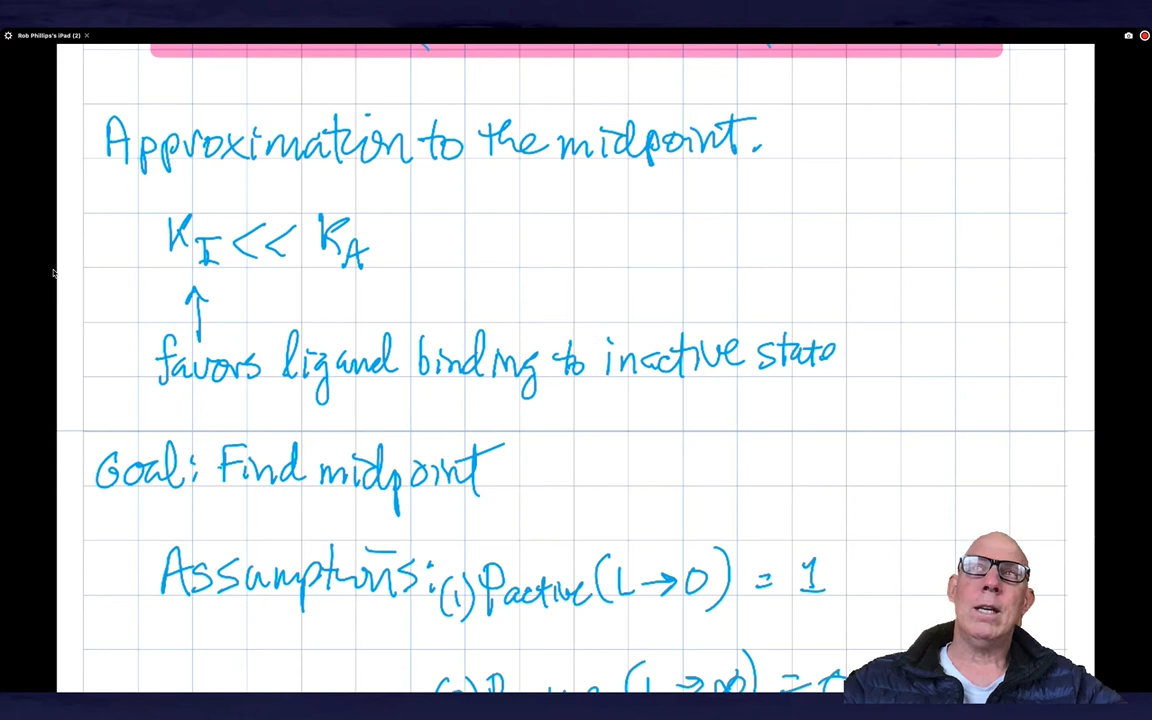 Rob Phillips's iPad (2)
Approximation to the midpoint.
K_I << K_A
↑
favors ligand binding to inactive state
Goal: Find midpoint
Assumptions: (1) Pactive (L → 0) = 1
(L → ∞) =